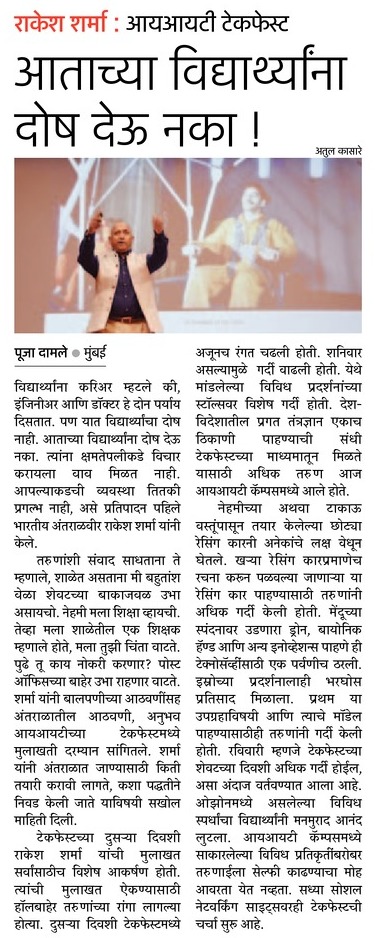 राकेश शर्मा : आयआयटी टेकफेस्ट
आताच्या विद्यार्थ्यांना
दोष देऊ नका !
अतुल कासारे
पूजा दामले ● मुंबई
विद्यार्थ्यांना करिअर म्हटले की,
इंजिनीअर आणि डॉक्टर हे दोन पर्याय
दिसतात. पण यात विद्यार्थ्यांचा दोष
नाही. आताच्या विद्यार्थ्यांना दोष देऊ
नका. त्यांना क्षमतेपलीकडे विचार
करायला वाव मिळत नाही.
आपल्याकडची व्यवस्था तितकी
प्रगल्भ नाही, असे प्रतिपादन पहिले
भारतीय अंतराळवीर राकेश शर्मा यांनी
केले.
तरुणांशी संवाद साधताना ते
म्हणाले, शाळेत असताना मी बहुतांश
वेळा शेवटच्या बाकाजवळ उभा
असायचो. नेहमी मला शिक्षा व्हायची.
तेव्हा मला शाळेतील एक शिक्षक
म्हणाले होते, मला तुझी चिंता वाटते.
पुढे तू काय नोकरी करणार? पोस्ट
ऑफिसच्या बाहेर उभा राहणार वाटते.
शर्मा यांनी बालपणीच्या आठवणींसह
अंतराळातील आठवणी, अनुभव
आयआयटीच्या टेकफेस्टमध्ये
मुलाखती दरम्यान सांगितले. शर्मा
यांनी अंतराळात जाण्यासाठी किती
तयारी करावी लागते, कशा पद्धतीने
निवड केली जाते याविषयी सखोल
माहिती दिली.
टेकफेस्टच्या दुसऱ्या दिवशी
राकेश शर्मा यांची मुलाखत
सर्वांसाठीच विशेष आकर्षण होती.
त्यांची मुलाखत ऐकण्यासाठी
हॉलबाहेर तरुणांच्या रांगा लागल्या
होत्या. दुसऱ्या दिवशी टेकफेस्टमध्ये
अजूनच रंगत चढली होती. शनिवार
असल्यामुळे गर्दी वाढली होती. येथे
मांडलेल्या विविध प्रदर्शनांच्या
स्टॉल्सवर विशेष गर्दी होती. देश-
विदेशातील प्रगत तंत्रज्ञान एकाच
ठिकाणी पाहण्याची संधी
टेकफेस्टच्या माध्यमातून मिळते
यासाठी अधिक तरुण आज
आयआयटी कॅम्पसमध्ये आले होते.
नेहमीच्या अथवा टाकाऊ
वस्तूंपासून तयार केलेल्या छोट्या
रेसिंग कारनी अनेकांचे लक्ष वेधून
घेतले. खऱ्या रेसिंग कारप्रमाणेच
रचना करून पळवल्या जाणाऱ्या या
रेसिंग कार पाहण्यासाठी तरुणांनी
अधिक गर्दी केली होती. मेंदूच्या
स्पंदनावर उडणारा ड्रोन, बायोनिक
हॅण्ड आणि अन्य इनोव्हेशन्स पाहणे ही
टेक्नोसॅव्हींसाठी एक पर्वणीच ठरली.
इस्रोच्या प्रदर्शनालाही भरघोस
प्रतिसाद मिळाला. प्रथम या
उपग्रहाविषयी आणि त्याचे मॉडेल
पाहण्यासाठीही तरुणांनी गर्दी केली
होती. रविवारी म्हणजे टेकफेस्टच्या
शेवटच्या दिवशी अधिक गर्दी होईल,
असा अंदाज वर्तवण्यात आला आहे.
ओझोनमध्ये असलेल्या विविध
स्पर्धांचा विद्यार्थ्यांनी मनमुराद आनंद
लुटला. आयआयटी कॅम्पसमध्ये
साकारलेल्या विविध प्रतिकृतींबरोबर
तरुणाईला सेल्फी काढण्याचा मोह
आवरता येत नव्हता. सध्या सोशल
नेटवर्किंग साइट्सवरही टेकफेस्टची
चर्चा सुरू आहे.